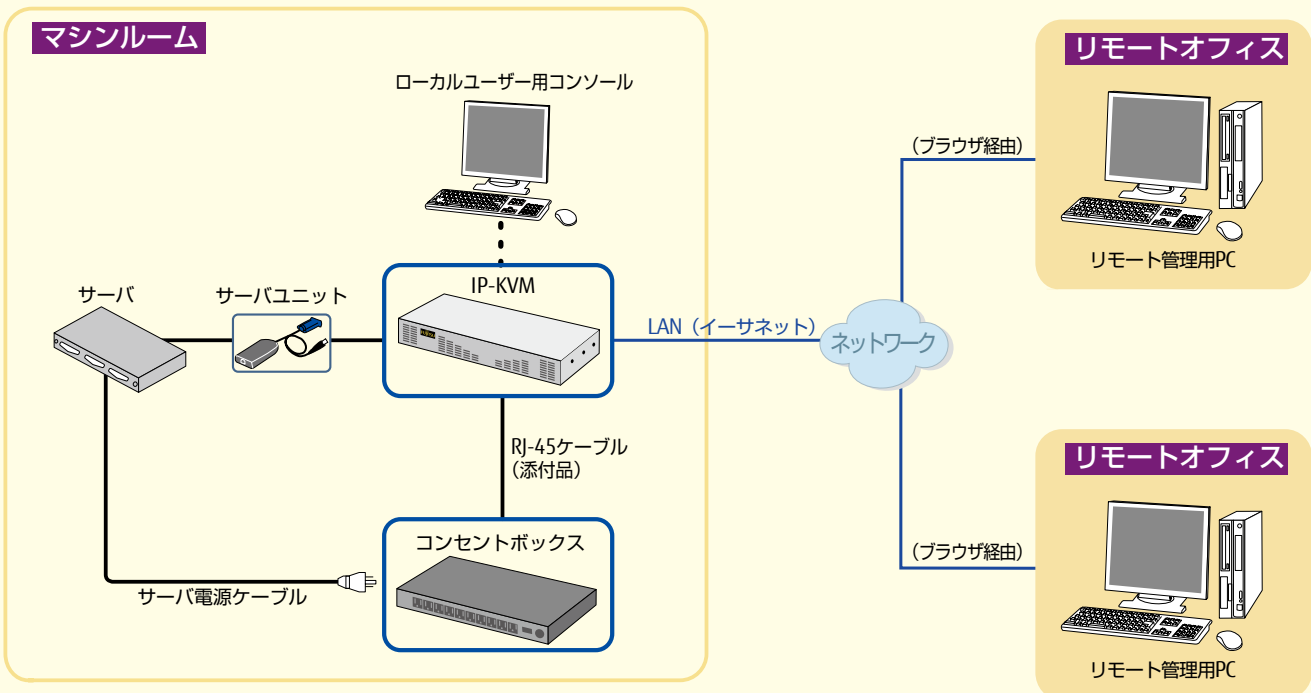 マシンルーム
ローカルユーザー用コンソール
IP-KVM
サーバ
サーバユニット
RJ-45ケーブル
（添付品）
コンセントボックス
サーバ電源ケーブル
LAN（イーサネット）
ネットワーク
（ブラウザ経由）
リモートオフィス
リモート管理用PC
（ブラウザ経由）
リモートオフィス
リモート管理用PC